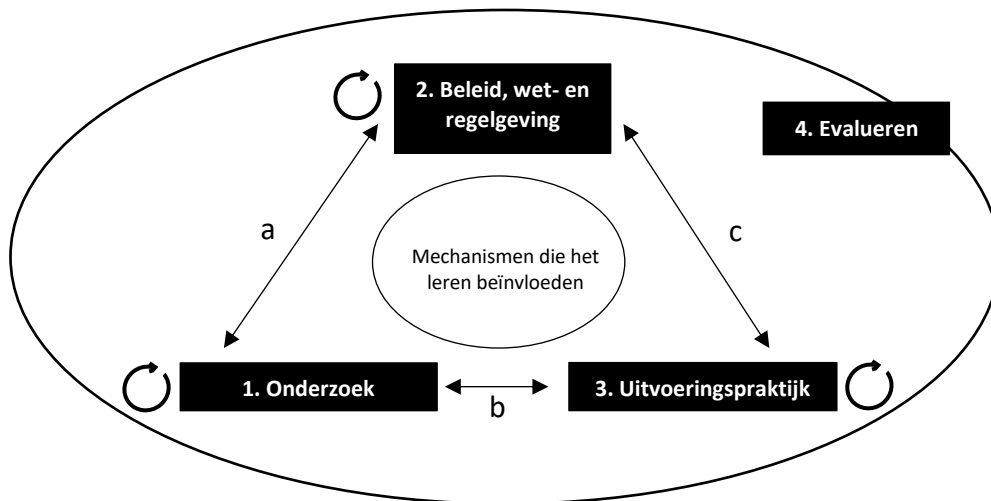 2. Beleid, wet- en
regelgeving
4. Evalueren
a
c
Mechanismen die het
leren beïnvloeden
1. Onderzoek
b
3. Uitvoeringspraktijk